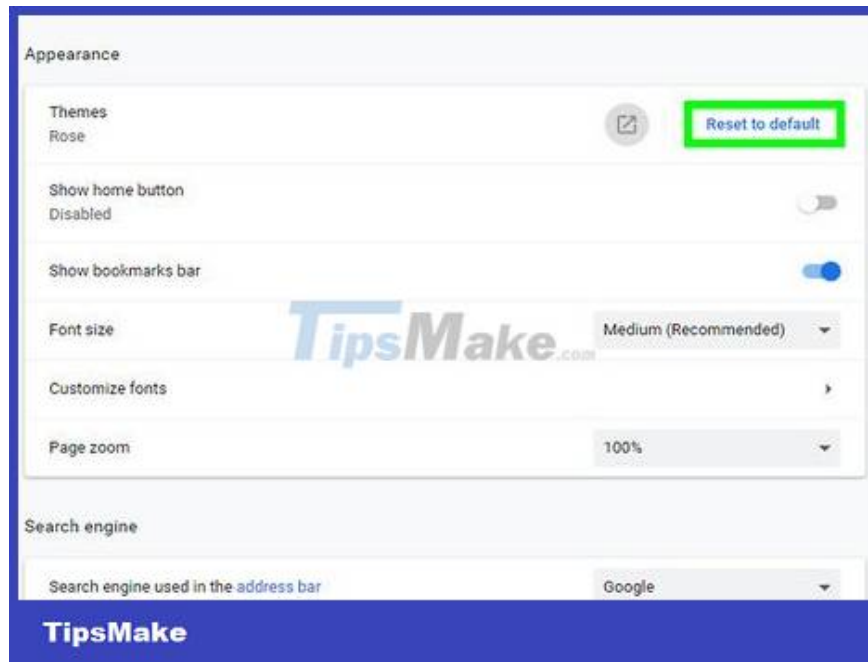 Appearance
Themes
Rose
Reset to default
Show home button
Disabled
Show bookmarks bar
Font size
Medium (Recommended)
TipsMake.com
Customize fonts
Page zoom
100%
Search engine
Search engine used in the address bar
Google
TipsMake